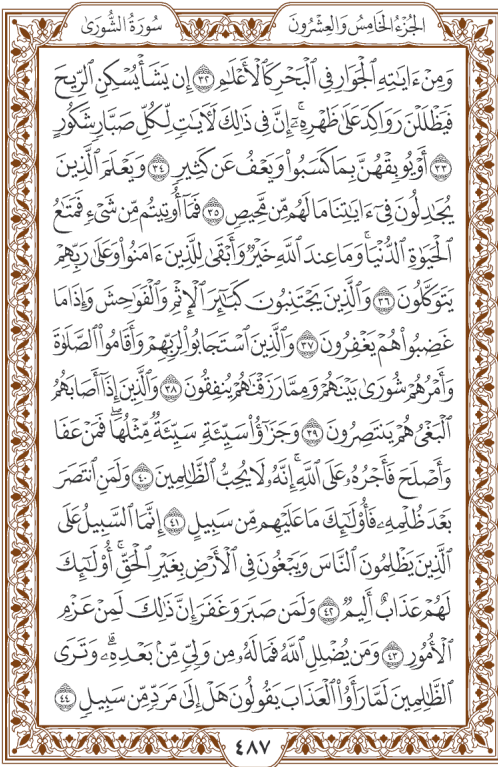 الجُزْءُ الخَامِسُ وَالعِشْرُونَ
سُورَةُ الشُّورَىٰ
وَمِنْ ءَايَٰتِهِ ٱلْجَوَارِ فِى ٱلْبَحْرِ كَٱلْأَعْلَٰمِ ٣٢ إِن يَشَأْ يُسْكِنِ ٱلرِّيحَ
فَيَظْلَلْنَ رَوَاكِدَ عَلَىٰ ظَهْرِهِۦٓ ۚ إِنَّ فِى ذَٰلِكَ لَءَايَٰتٍ لِّكُلِّ صَبَّارٍ شَكُورٍ
٣٣ أَوْ يُوبِقْهُنَّ بِمَا كَسَبُوا۟ وَيَعْفُ عَن كَثِيرٍ ٣٤ وَيَعْلَمَ ٱلَّذِينَ
يُجَٰدِلُونَ فِىٓ ءَايَٰتِنَا مَا لَهُم مِّن مَّحِيصٍ ٣٥ فَمَآ أُوتِيتُم مِّن شَىْءٍ فَمَتَٰعُ
ٱلْحَيَوٰةِ ٱلدُّنْيَا ۖ وَمَا عِندَ ٱللَّهِ خَيْرٌ وَأَبْقَىٰ لِلَّذِينَ ءَامَنُوا۟ وَعَلَىٰ رَبِّهِمْ
يَتَوَكَّلُونَ ٣٦ وَٱلَّذِينَ يَجْتَنِبُونَ كَبَٰٓئِرَ ٱلْإِثْمِ وَٱلْفَوَٰحِشَ وَإِذَا مَا
غَضِبُوا۟ هُمْ يَغْفِرُونَ ٣٧ وَٱلَّذِينَ ٱسْتَجَابُوا۟ لِرَبِّهِمْ وَأَقَامُوا۟ ٱلصَّلَوٰةَ
وَأَمْرُهُمْ شُورَىٰ بَيْنَهُمْ وَمِمَّا رَزَقْنَٰهُمْ يُنفِقُونَ ٣٨ وَٱلَّذِينَ إِذَآ أَصَابَهُمُ
ٱلْبَغْىُ هُمْ يَنتَصِرُونَ ٣٩ وَجَزَٰٓؤُا۟ سَيِّئَةٍ سَيِّئَةٌ مِّثْلُهَا ۖ فَمَنْ عَفَا
وَأَصْلَحَ فَأَجْرُهُۥ عَلَى ٱللَّهِ ۚ إِنَّهُۥ لَا يُحِبُّ ٱلظَّٰلِمِينَ ٤٠ وَلَمَنِ ٱنتَصَرَ
بَعْدَ ظُلْمِهِۦ فَأُو۟لَٰٓئِكَ مَا عَلَيْهِم مِّن سَبِيلٍ ٤١ إِنَّمَا ٱلسَّبِيلُ عَلَى
ٱلَّذِينَ يَظْلِمُونَ ٱلنَّاسَ وَيَبْغُونَ فِى ٱلْأَرْضِ بِغَيْرِ ٱلْحَقِّ ۚ أُو۟لَٰٓئِكَ
لَهُمْ عَذَابٌ أَلِيمٌ ٤٢ وَلَمَن صَبَرَ وَغَفَرَ إِنَّ ذَٰلِكَ لَمِنْ عَزْمِ
ٱلْأُمُورِ ٤٣ وَمَن يُضْلِلِ ٱللَّهُ فَمَا لَهُۥ مِن وَلِىٍّ مِّنۢ بَعْدِهِۦ ۗ وَتَرَى
ٱلظَّٰلِمِينَ لَمَّا رَأَوُا۟ ٱلْعَذَابَ يَقُولُونَ هَلْ إِلَىٰ مَرَدٍّ مِّن سَبِيلٍ ٤٤
٤٨٧